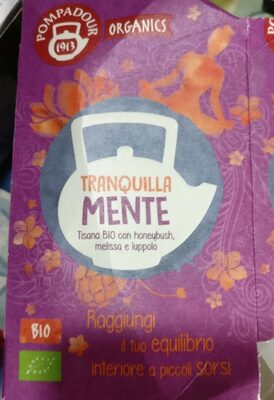 POMPADOUR
1913
ORGANICS
TRANQUILLA
MENTE
Tisana BIO con honeybush,
melissa e luppolo
BIO
Raggiungi
il tuo equilibrio
interiore a piccoli sorsi